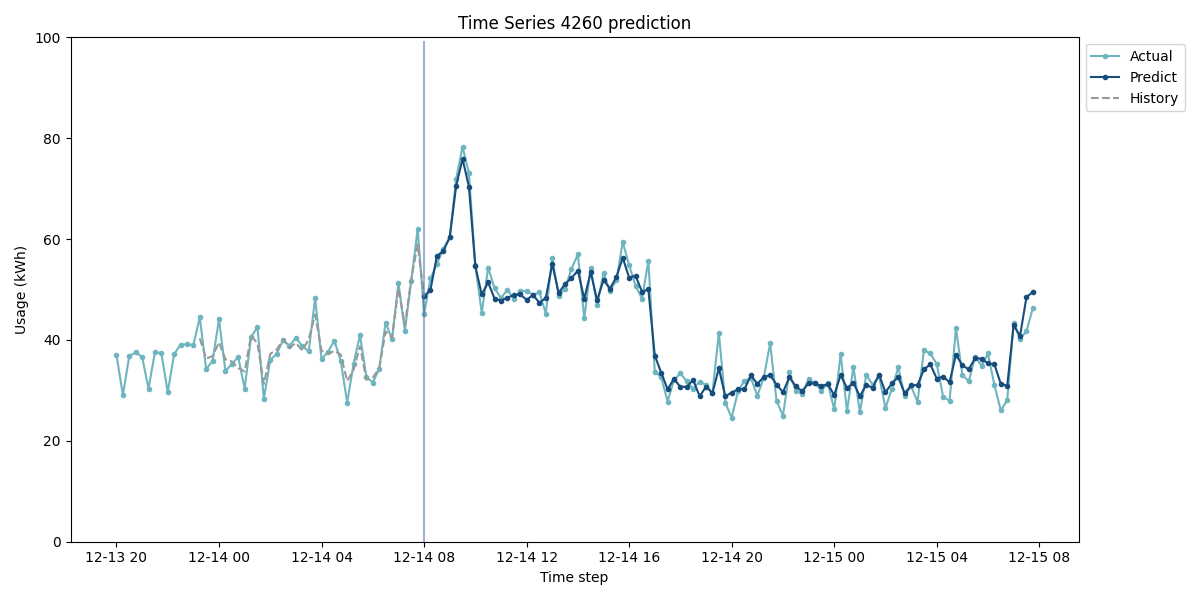 Time Series 4260 prediction
100
80
60
40
20
0
Usage (kWh)
12-13 20
12-14 00
12-14 04
12-14 08
12-14 12
12-14 16
12-14 20
12-15 00
12-15 04
12-15 08
Time step
Actual
Predict
History